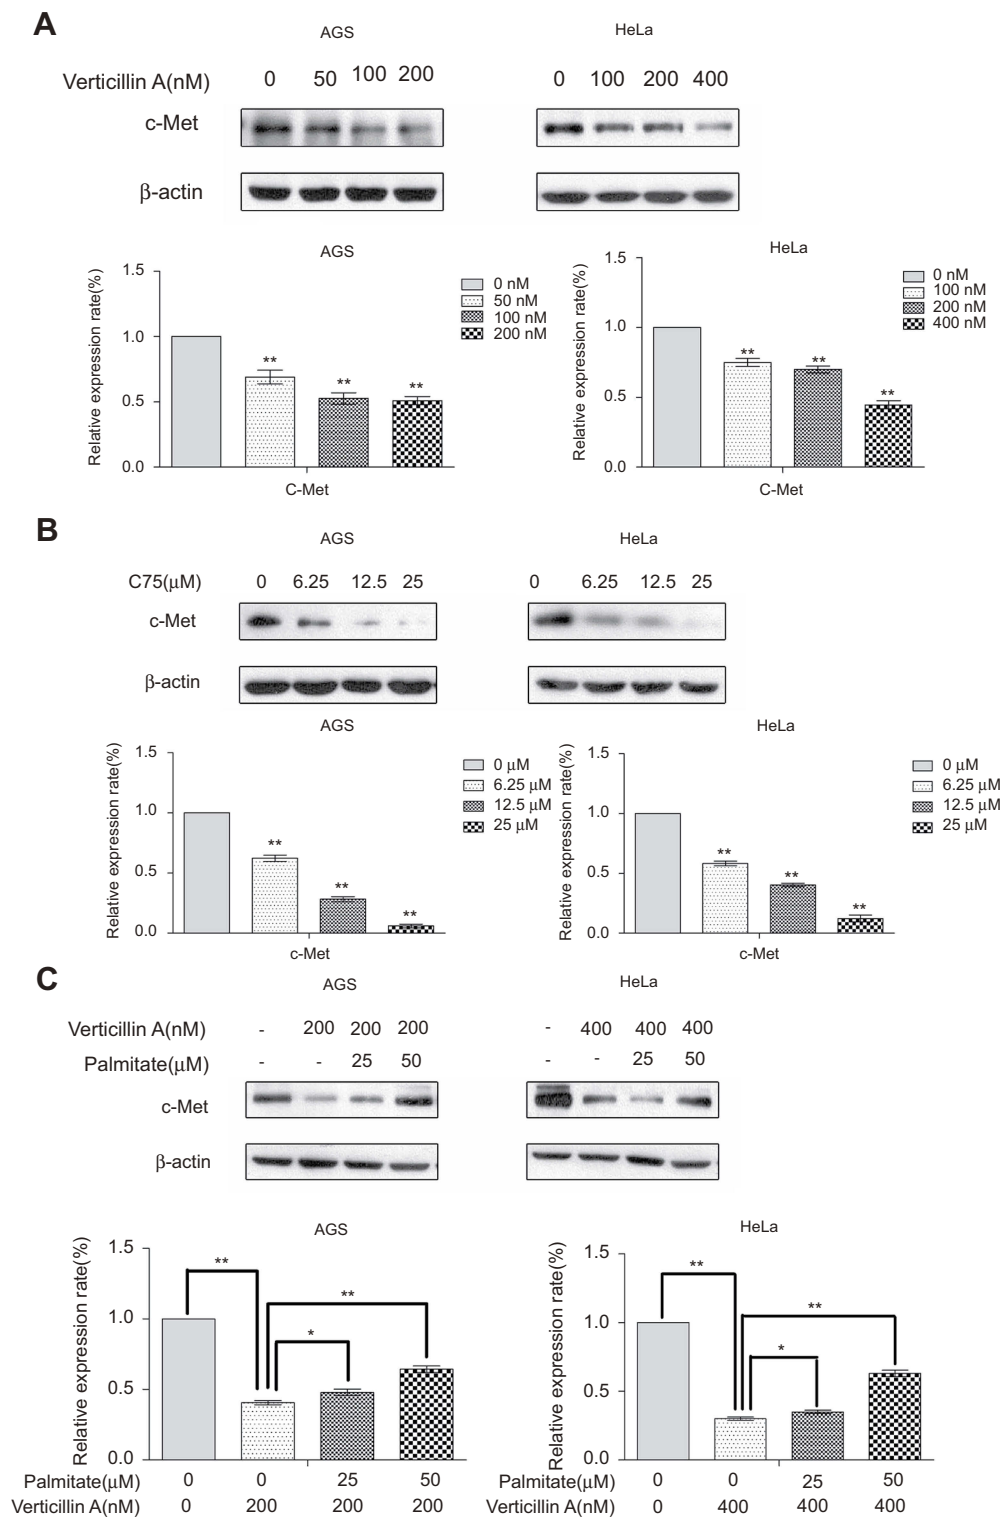 A
AGS
HeLa
Verticillin A(nM) 0 50 100 200 0 100 200 400
c-Met
β-actin
AGS
Relative expression rate(%)
1.5
1.0
0.5
0.0
** ** **
C-Met
0 nM
50 nM
100 nM
200 nM
HeLa
Relative expression rate(%)
1.5
1.0
0.5
0.0
** ** **
C-Met
0 nM
100 nM
200 nM
400 nM
B
AGS
HeLa
C75(μM) 0 6.25 12.5 25 0 6.25 12.5 25
c-Met
β-actin
AGS
Relative expression rate(%)
1.5
1.0
0.5
0.0
** ** **
c-Met
0 μM
6.25 μM
12.5 μM
25 μM
HeLa
Relative expression rate(%)
1.5
1.0
0.5
0.0
** ** **
c-Met
0 μM
6.25 μM
12.5 μM
25 μM
C
AGS
HeLa
Verticillin A(nM) - 200 200 200 - 400 400 400
Palmitate(μM) - - 25 50 - - 25 50
c-Met
β-actin
AGS
Relative expression rate(%)
1.5
1.0
0.5
0.0
**
**
*
Palmitate(μM) 0 0 25 50
Verticillin A(nM) 0 200 200 200
HeLa
Relative expression rate(%)
1.5
1.0
0.5
0.0
**
**
*
Palmitate(μM) 0 0 25 50
Verticillin A(nM) 0 400 400 400